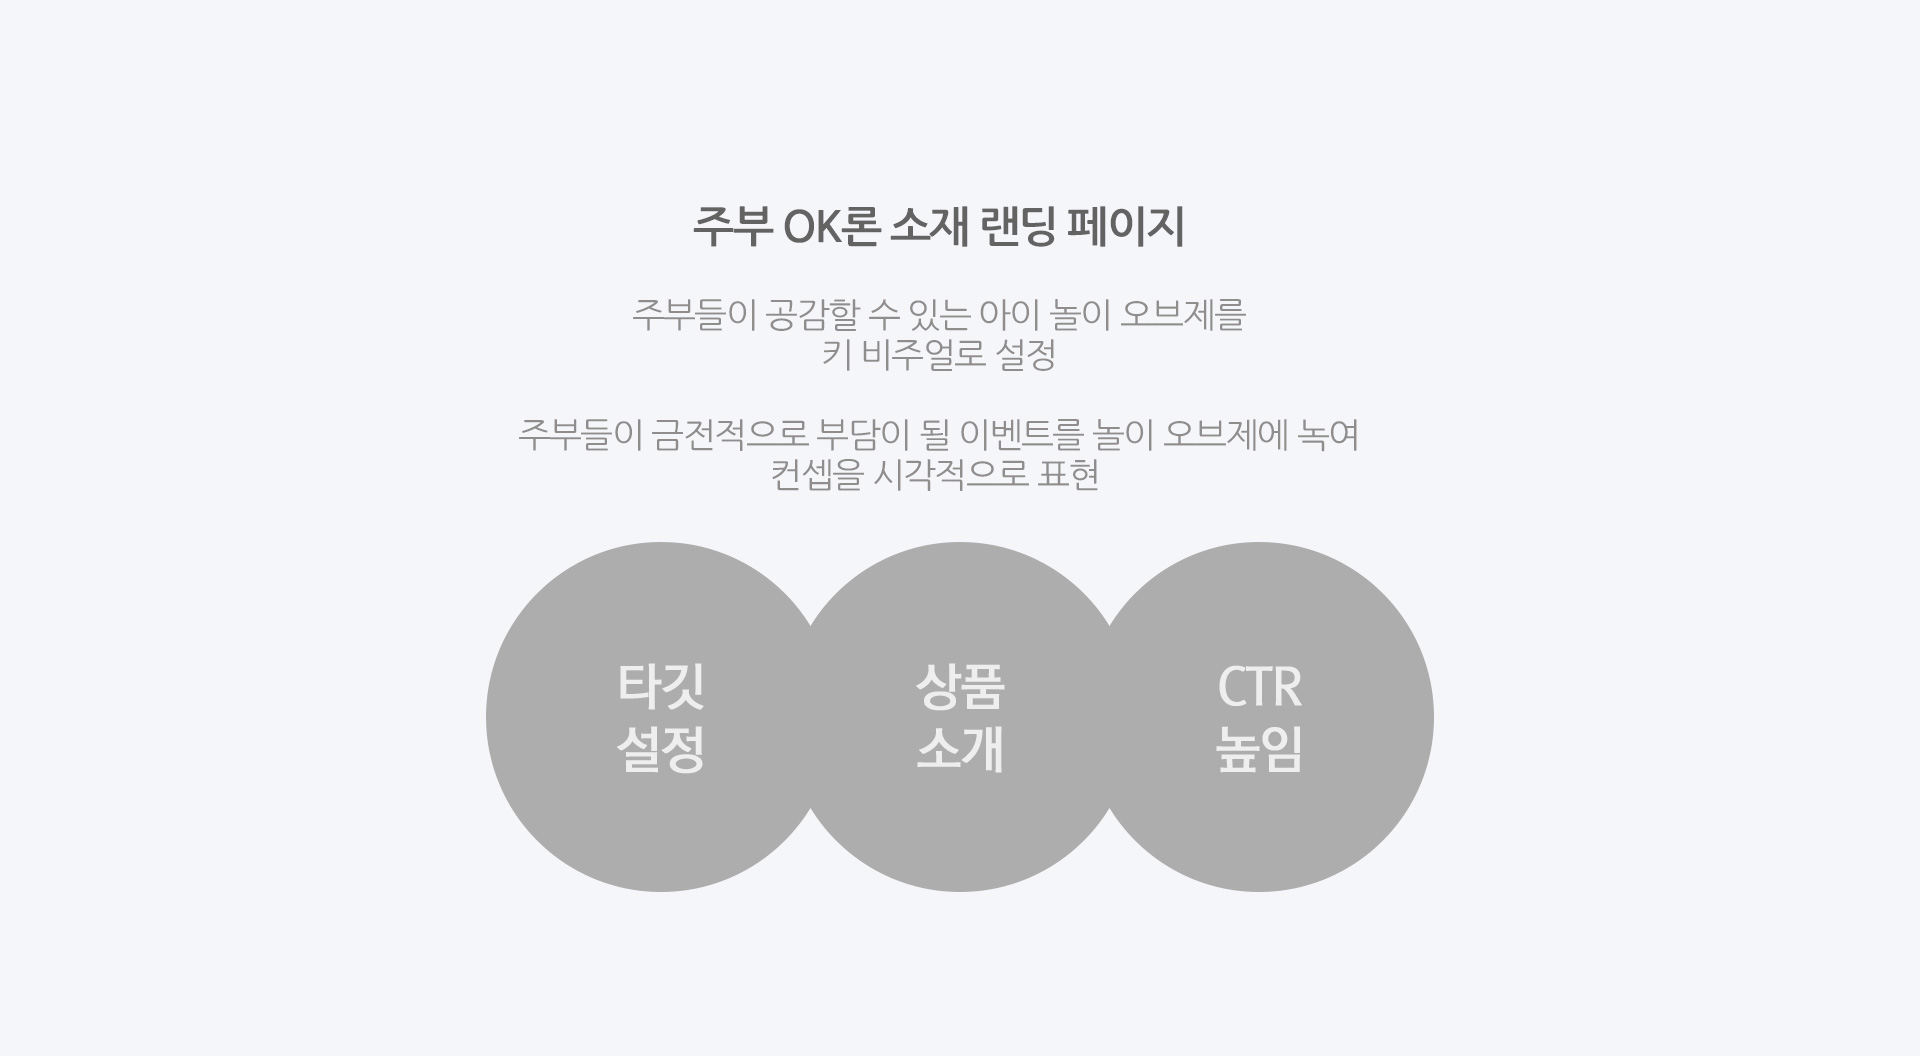 주부 OK론 소재 랜딩 페이지
주부들이 공감할 수 있는 아이 놀이 오브제를
키 비주얼로 설정
주부들이 금전적으로 부담이 될 이벤트를 놀이 오브제에 녹여
컨셉을 시각적으로 표현
타깃
설정
상품
소개
CTR
높임